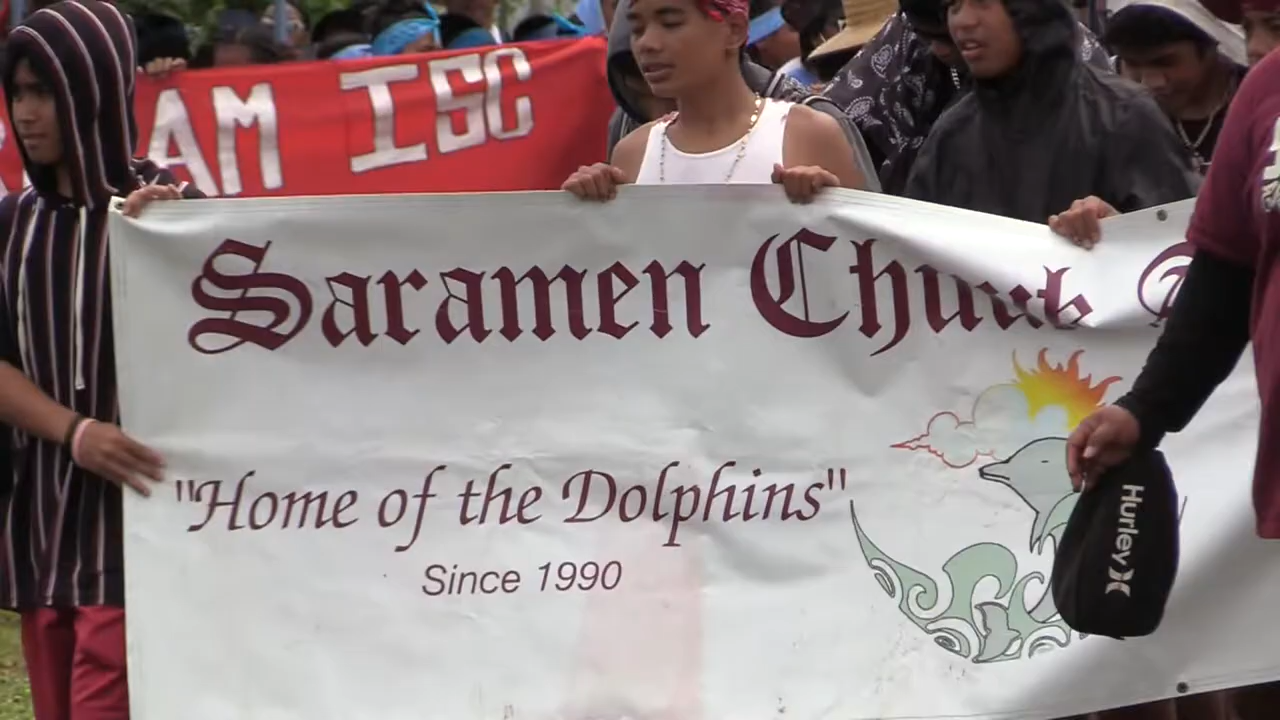 AM ISC
Saramen Chuuk
"Home of the Dolphins"
Since 1990
Hurley